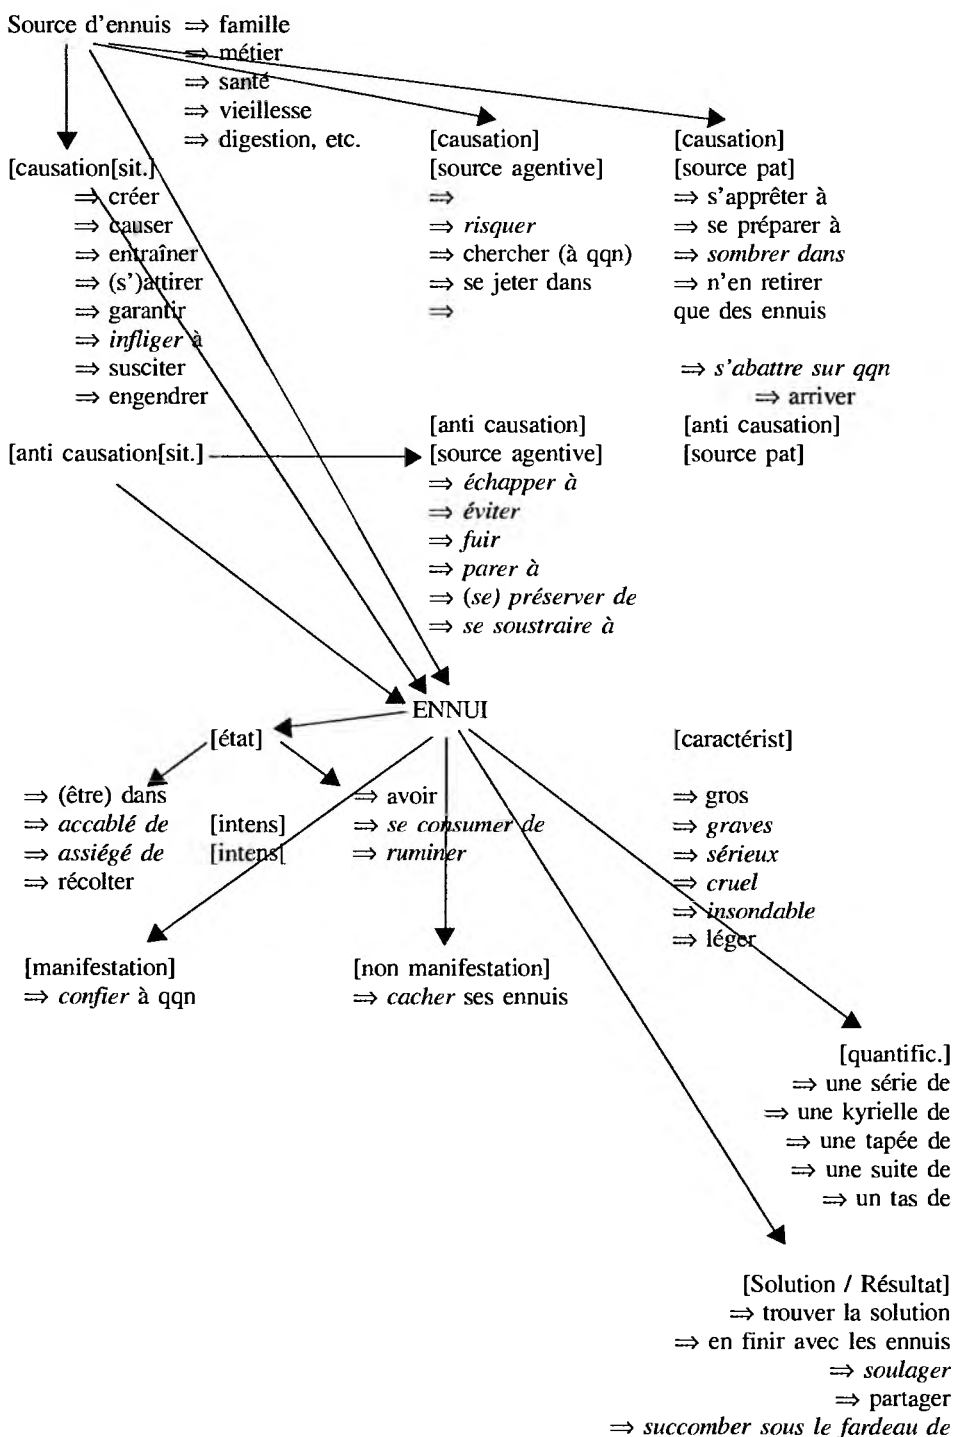 Source d'ennuis ⇒ famille
⇒ métier
⇒ santé
⇒ vieillesse
⇒ digestion, etc.
[causation[sit.]
⇒ créer
⇒ causer
⇒ entraîner
⇒ (s')attirer
⇒ garantir
⇒ infliger à
⇒ susciter
⇒ engendrer
[causation]
[source agentive]
⇒
⇒ risquer
⇒ chercher (à qqn)
⇒ se jeter dans
⇒
[causation]
[source pat]
⇒ s'apprêter à
⇒ se préparer à
⇒ sombrer dans
⇒ n'en retirer
que des ennuis
⇒ s'abattre sur qqn
⇒ arriver
[anti causation[sit.]
[anti causation]
[source agentive]
⇒ échapper à
⇒ éviter
⇒ fuir
⇒ parer à
⇒ (se) préserver de
⇒ se soustraire à
[anti causation]
[source pat]
ENNUI
[état]
⇒ (être) dans
⇒ accablé de [intens]
⇒ assiégé de [intens[
⇒ récolter
⇒ avoir
⇒ se consumer de
⇒ ruminer
[caractérist]
⇒ gros
⇒ graves
⇒ sérieux
⇒ cruel
⇒ insondable
⇒ léger
[manifestation]
⇒ confier à qqn
[non manifestation]
⇒ cacher ses ennuis
[quantific.]
⇒ une série de
⇒ une kyrielle de
⇒ une tapée de
⇒ une suite de
⇒ un tas de
[Solution / Résultat]
⇒ trouver la solution
⇒ en finir avec les ennuis
⇒ soulager
⇒ partager
⇒ succomber sous le fardeau de